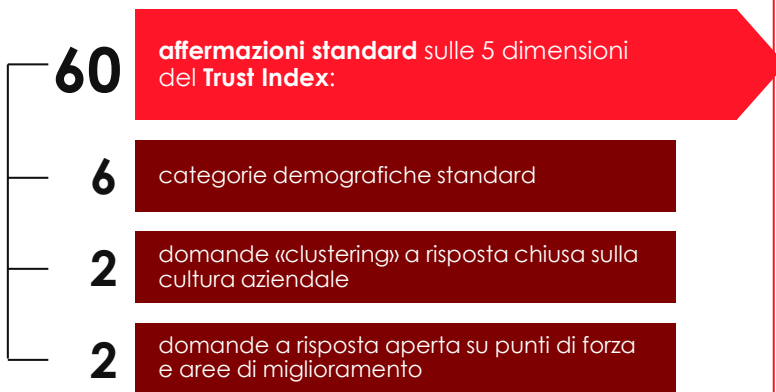 60
affermazioni standard sulle 5 dimensioni
del Trust Index:
6
categorie demografiche standard
2
domande «clustering» a risposta chiusa sulla
cultura aziendale
2
domande a risposta aperta su punti di forza
e aree di miglioramento